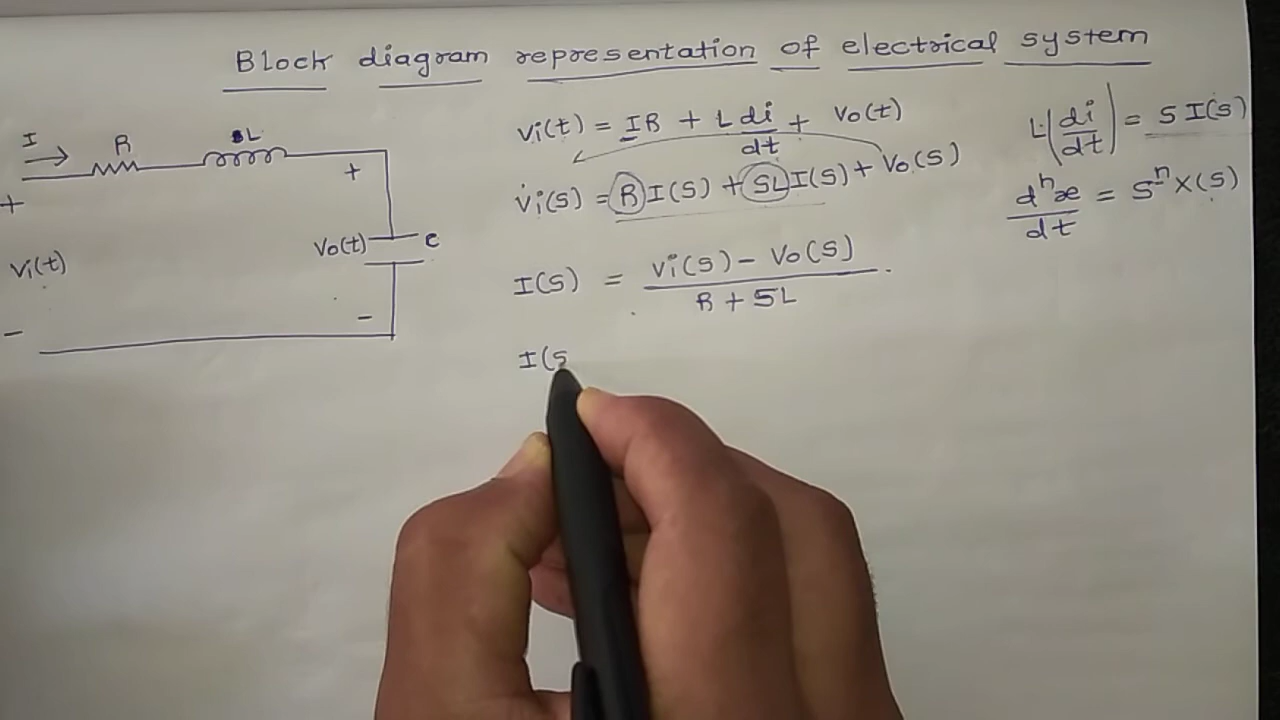 Block diagram representation of electrical system
I R L
+ +
Vi(t) Vo(t) C
- -
Vi(t) = IR + L di/dt + Vo(t)
Vi(s) = R I(s) + SL I(s) + Vo(s)
I(s) = Vi(s) - Vo(s) / R + SL
I(s
L(di/dt) = S I(s)
d^n x/dt = S^n X(s)